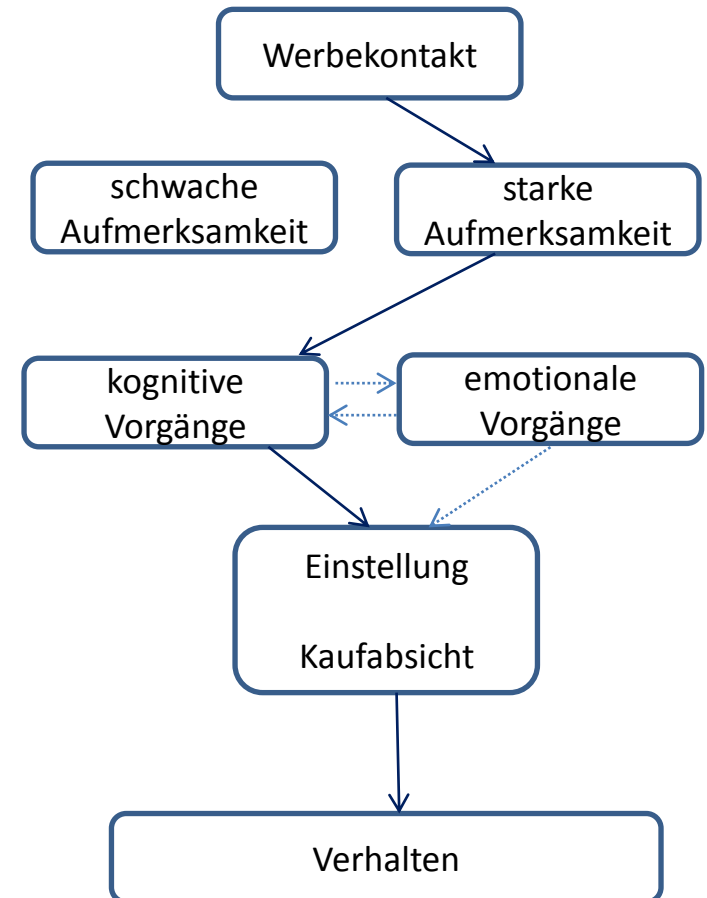 Werbekontakt
schwache
Aufmerksamkeit
starke
Aufmerksamkeit
kognitive
Vorgänge
emotionale
Vorgänge
Einstellung
Kaufabsicht
Verhalten